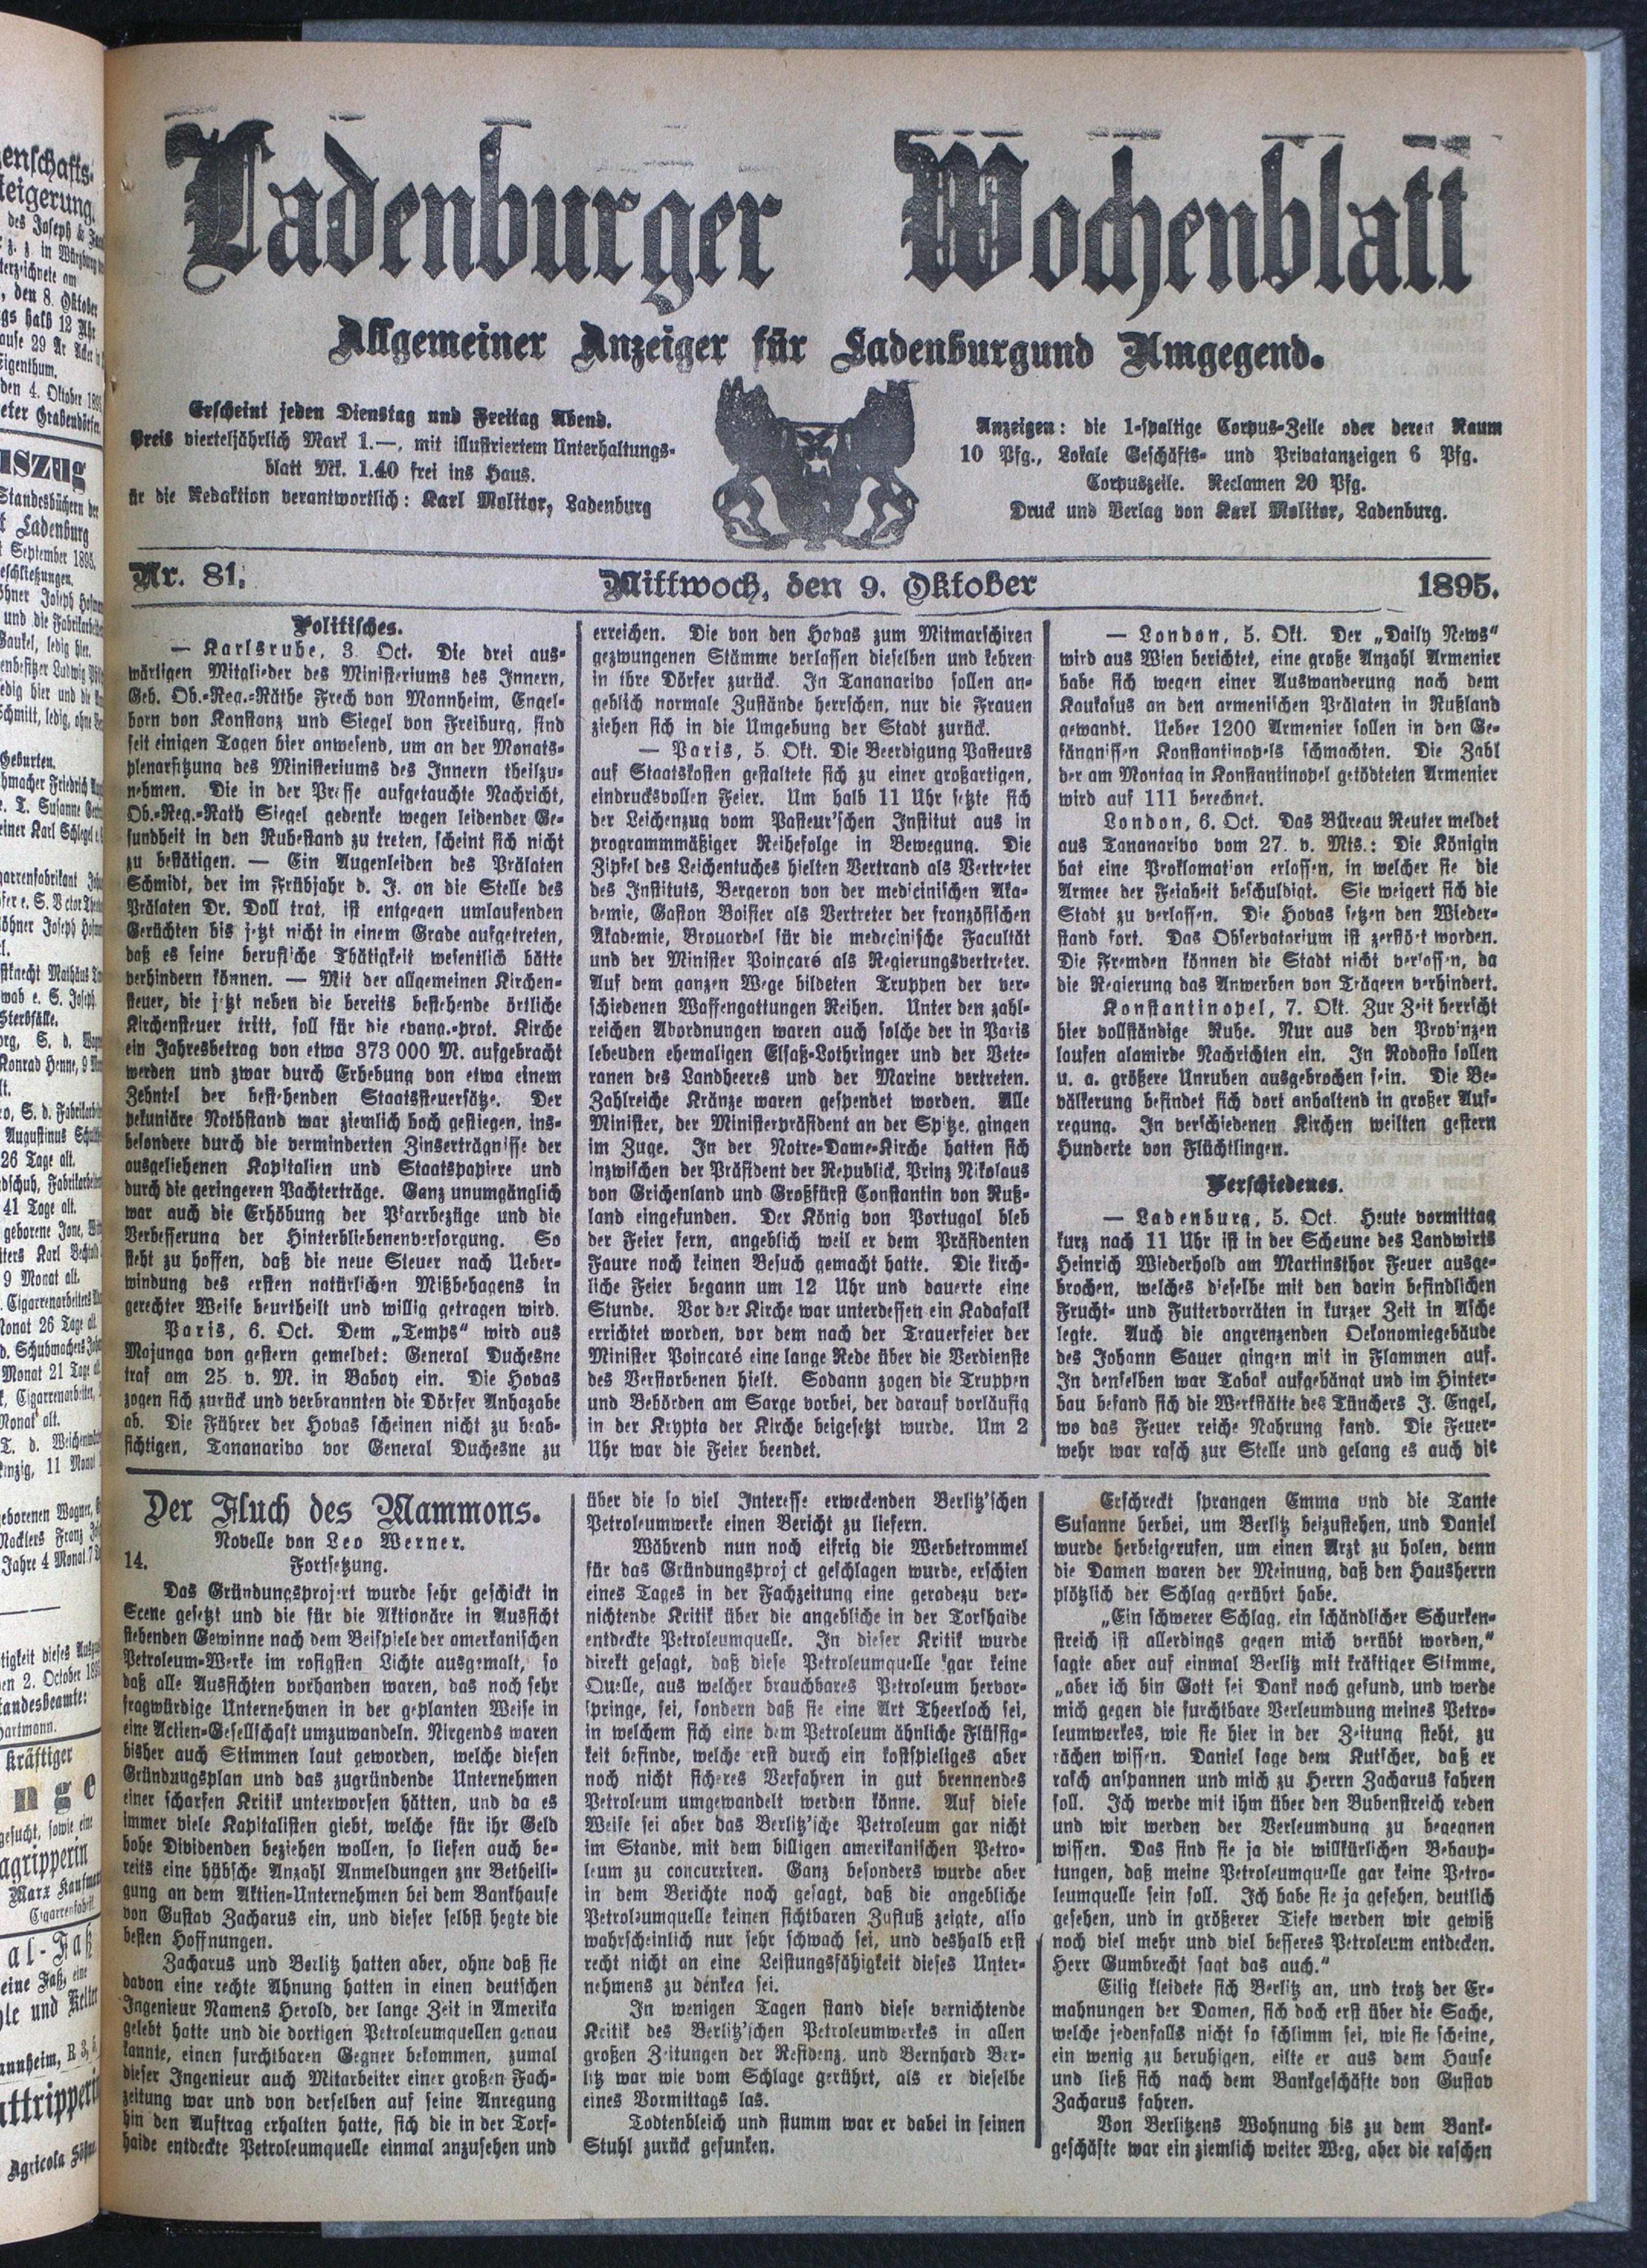 Ladenburger Wochenblatt
Allgemeiner Anzeiger für Ladenburgund Umgegend.
Erscheint jeden Dienstag und Freitag Abend.
Preis vierteljährlich Mark 1.—, mit illustriertem Unterhaltungs-
blatt Mk. 1.40 frei ins Haus.
ür die Redaktion verantwortlich: Karl Molitor, Ladenburg
Anzeigen: die 1-spaltige Corpus-Zeile oder deren Raum
10 Pfg., Lokale Geschäfts- und Privatanzeigen 6 Pfg.
Corpuszeile. Reclamen 20 Pfg.
Druck und Verlag von Karl Molitor, Ladenburg.
Nr. 81.
Mittwoch, den 9. Oktober
1895.
Politisches.
— Karlsruhe, 3 Oct. Die drei aus-
wärtigen Mitglieder des Ministeriums des Innern,
Geh. Ob.-Reg.-Räthe Frech von Mannheim, Engel-
horn von Konstanz und Siegel von Freiburg, sind
seit einigen Tagen hier anwesend, um an der Monats-
plenarsitzung des Ministeriums des Innern theilzu-
nehmen. Die in der Presse aufgetauchte Nachricht,
Ob.-Reg.-Rath Siegel gedenke wegen leidender Ge-
sundheit in den Ruhestand zu treten, scheint sich nicht
zu bestätigen. — Ein Augenleiden des Prälaten
Schmidt, der im Frühjahr d. J. an die Stelle des
Prälaten Dr. Doll trat, ist entgegen umlaufenden
Gerüchten bis jetzt nicht in einem Grade aufgetreten,
daß es seine berufliche Thätigkeit wesentlich hätte
verhindern können. — Mit der allgemeinen Kirchen-
steuer, die jetzt neben die bereits bestehende örtliche
Kirchensteuer tritt, soll für die evang.-prot. Kirche
ein Jahresbetrag von etwa 373 000 M. aufgebracht
werden und zwar durch Erhebung von etwa einem
Zehntel der bestehenden Staatssteuersätze. Der
pekuniäre Nothstand war ziemlich hoch gestiegen, ins-
besondere durch die verminderten Zinserträgnisse der
ausgeliehenen Kapitalien und Staatspapiere und
durch die geringeren Pachterträge. Ganz unumgänglich
war auch die Erhöhung der Pfarrbezüge und die
Verbesserung der Hinterbliebenenversorgung. So
steht zu hoffen, daß die neue Steuer nach Ueber-
windung des ersten natürlichen Mißbehagens in
gerechter Weise beurtheilt und willig getragen wird.
Paris, 6. Oct. Dem „Temps“ wird aus
Majunga von gestern gemeldet: General Duchesne
traf am 25. v. M. in Babay ein. Die Hovas
zogen sich zurück und verbrannten die Dörfer Anhazabe
ab. Die Führer der Hovas scheinen nicht zu beab-
sichtigen, Tananarivo vor General Duchesne zu
erreichen. Die von den Hovas zum Mitmarschiren
gezwungenen Stämme verlassen dieselben und kehren
in ihre Dörfer zurück. In Tananarivo sollen an-
geblich normale Zustände herrschen, nur die Frauen
ziehen sich in die Umgebung der Stadt zurück.
— Paris, 5. Okt. Die Beerdigung Pasteurs
auf Staatskosten gestaltete sich zu einer großartigen,
eindrucksvollen Feier. Um halb 11 Uhr setzte sich
der Leichenzug vom Pasteur'schen Institut aus in
programmmäßiger Reihefolge in Bewegung. Die
Zipfel des Leichentuches hielten Vertrand als Vertreter
des Instituts, Bergeron von der medicinischen Aka-
demie, Gaston Boisser als Vertreter der französischen
Akademie, Brouardel für die medecinische Facultät
und der Minister Poincaré als Regierungsvertreter.
Auf dem ganzen Wege bildeten Truppen der ver-
schiedenen Waffengattungen Reihen. Unter den zahl-
reichen Abordnungen waren auch solche der in Paris
lebeuden ehemaligen Elsaß-Lothringer und der Vete-
ranen des Landheeres und der Marine vertreten.
Zahlreiche Kränze waren gespendet worden. Alle
Minister, der Ministerpräsident an der Spitze, gingen
im Zuge. In der Notre-Dame-Kirche hatten sich
inzwischen der Präsident der Republick, Prinz Nikolaus
von Grichenland und Großfürst Constantin von Ruß-
land eingefunden. Der König von Portugal bleb
der Feier fern, angeblich weil er dem Präsidenten
Faure noch keinen Besuch gemacht hatte. Die kirch-
liche Feier begann um 12 Uhr und dauerte eine
Stunde. Vor der Kirche war unterdessen ein Kadafalk
errichtet worden, vor dem nach der Trauerfeier der
Minister Poincaré eine lange Rede über die Verdienste
des Verstorbenen hielt. Sodann zogen die Truppen
und Behörden am Sarge vorbei, der darauf vorläufig
in der Krypta der Kirche beigesetzt wurde. Um 2
Uhr war die Feier beendet.
— London, 5. Okt. Der „Daily News“
wird aus Wien berichtet, eine große Anzahl Armenier
habe sich wegen einer Auswanderung nach dem
Kaukasus an den armenischen Prälaten in Rußland
gewandt. Ueber 1200 Armenier sollen in den Ge-
fängnissen Konstantinopels schmachten. Die Zahl
der am Montag in Konstantinopel getödteten Armenier
wird auf 111 berechnet.
London, 6. Oct. Das Büreau Reuter meldet
aus Tananarivo vom 27. v. Mts.: Die Königin
hat eine Proklomation erlassen, in welcher sie die
Armee der Feigheit beschuldigt. Sie weigert sich die
Stadt zu verlassen. Die Hovas setzen den Wieder-
stand fort. Das Observatorium ist zerstört worden.
Die Fremden können die Stadt nicht verlassen, da
die Regierung das Anwerben von Trägern verhindert.
Konstantinopel, 7. Okt. Zur Zeit herrscht
hier vollständige Ruhe. Nur aus den Provinzen
laufen alamirde Nachrichten ein. In Rodosto sollen
u. a. größere Unruhen ausgebrochen sein. Die Be-
völkerung befindet sich dort anhaltend in großer Auf-
regung. In verschiedenen Kirchen weilten gestern
Hunderte von Flüchtlingen.
Verschiedenes.
— Ladenburg, 5. Oct. Heute vormittag
kurz nach 11 Uhr ist in der Scheune des Landwirts
Heinrich Wiederhold am Martinsthor Feuer ausge-
brochen, welches dieselbe mit den darin befindlichen
Frucht- und Futtervorräten in kurzer Zeit in Asche
legte. Auch die angrenzenden Oekonomiegebäude
des Johann Sauer gingen mit in Flammen auf.
In denselben war Tabak aufgehängt und im Hinter-
bau befand sich die Werkstätte des Tünchers J. Engel,
wo das Feuer reiche Nahrung fand. Die Feuer-
wehr war rasch zur Stelle und gelang es auch die
Der Fluch des Mammons.
Novelle von Leo Werner.
14. Fortsetzung.
Das Gründungsprojert wurde sehr geschickt in
Scene gesetzt und die für die Aktionäre in Aussicht
stehenden Gewinne nach dem Beispiele der amerkanischen
Petroleum-Werke im rosigsten Lichte ausgemalt, so
daß alle Aussichten vorhanden waren, das noch sehr
fragwürdige Unternehmen in der geplanten Weise in
eine Actien-Gesellschaft umzuwandeln. Nirgends waren
bisher auch Stimmen laut geworden, welche diesen
Gründuugsplan und das zugründende Unternehmen
einer scharfen Kritik unterworfen hätten, und da es
immer viele Kapitalisten giebt, welche für ihr Geld
hohe Dividenden beziehen wollen, so liefen auch be-
reits eine hübsche Anzahl Anmeldungen znr Betheili-
gung an dem Aktien-Unternehmen bei dem Bankhause
von Gustav Zacharus ein, und dieser selbst hegte die
besten Hoffnungen.
Zacharus und Berlitz hatten aber, ohne daß sie
davon eine rechte Ahnung hatten in einen deutschen
Ingenieur Namens Herold, der lange Zeit in Amerika
gelebt hatte und die dortigen Petroleumquellen genau
kannte, einen furchtbaren Gegner bekommen, zumal
dieser Ingenieur auch Mitarbeiter einer großen Fach-
zeitung war und von derselben auf seine Anregung
hin den Auftrag erhalten hatte, sich die in der Torf-
haide entdeckte Petroleumquelle einmal anzusehen und
über die so viel Interesse erweckenden Berlitz'schen
Petroleumwerke einen Bericht zu liefern.
Während nun noch eifrig die Werbetrommel
für das Gründungsproj ct geschlagen wurde, erschien
eines Tages in der Fachzeitung eine geradezu ver-
nichtende Kritik über die angebliche in der Torfhaide
entdeckte Petroleumquelle. In dieser Kritik wurde
direkt gesagt, daß diese Petroleumquelle gar keine
Quelle, aus welcher brauchbares Petroleum hervor-
springe, sei, sondern daß sie eine Art Theerloch sei,
in welchem sich eine dem Petroleum ähnliche Flüssig-
keit befinde, welche erst durch ein kostspieliges aber
noch nicht sicheres Verfahren in gut brennendes
Petroleum umgewandelt werden könne. Auf diese
Weise sei aber das Berlitz'sche Petroleum gar nicht
im Stande, mit dem billigen amerikanischen Petro-
leum zu concurriren. Ganz besonders wurde aber
in dem Berichte noch gesagt, daß die angebliche
Petroleumquelle keinen sichtbaren Zufluß zeigte, also
wahrscheinlich nur sehr schwach sei, und deshalb erst
recht nicht an eine Leistungsfähigkeit dieses Unter-
nehmens zu denken sei.
In wenigen Tagen stand diese vernichtende
Kritik des Berlitz'schen Petroleumwerkes in allen
großen Zeitungen der Residenz, und Bernhard Ber-
litz war wie vom Schlage gerührt, als er dieselbe
eines Vormittags las.
Todtenbleich und stumm war er dabei in seinen
Stuhl zurück gesunken.
Erschreckt sprangen Emma und die Tante
Susanne herbei, um Berlitz beizustehen, und Daniel
wurde herbeigerufen, um einen Arzt zu holen, denn
die Damen waren der Meinung, daß den Hausherrn
plötzlich der Schlag gerührt habe.
„Ein schwerer Schlag, ein schändlicher Schurken-
streich ist allerdings gegen mich verübt worden,“
sagte aber auf einmal Berlitz mit kräftiger Stimme,
„aber ich bin Gott sei Dank noch gesund, und werde
mich gegen die furchtbare Verleumdung meines Petro-
leumwerkes, wie sie hier in der Zeitung steht, zu
rächen wissen. Daniel sage dem Kutscher, daß er
rasch anspannen und mich zu Herrn Zacharus fahren
soll. Ich werde mit ihm über den Bubenstreich reden
und wir werden der Verleumdung zu begegnen
wissen. Das sind sie ja die willkürlichen Behaup-
tungen, daß meine Petroleumquelle gar keine Petro-
leumquelle sein soll. Ich habe sie ja gesehen, deutlich
gesehen, und in größerer Tiefe werden wir gewiß
noch viel mehr und viel besseres Petroleum entdecken.
Herr Gumbrecht sagt das auch.“
Eilig kleidete sich Berlitz an, und trotz der Er-
mahnungen der Damen, sich doch erst über die Sache,
welche jedenfalls nicht so schlimm sei, wie sie scheine,
ein wenig zu beruhigen, eilte er aus dem Hause
und ließ sich nach dem Bankgeschäfte von Gustav
Zacharus fahren.
Von Berlitzens Wohnung bis zu dem Bank-
geschäfte war ein ziemlich weiter Weg, aber die raschen